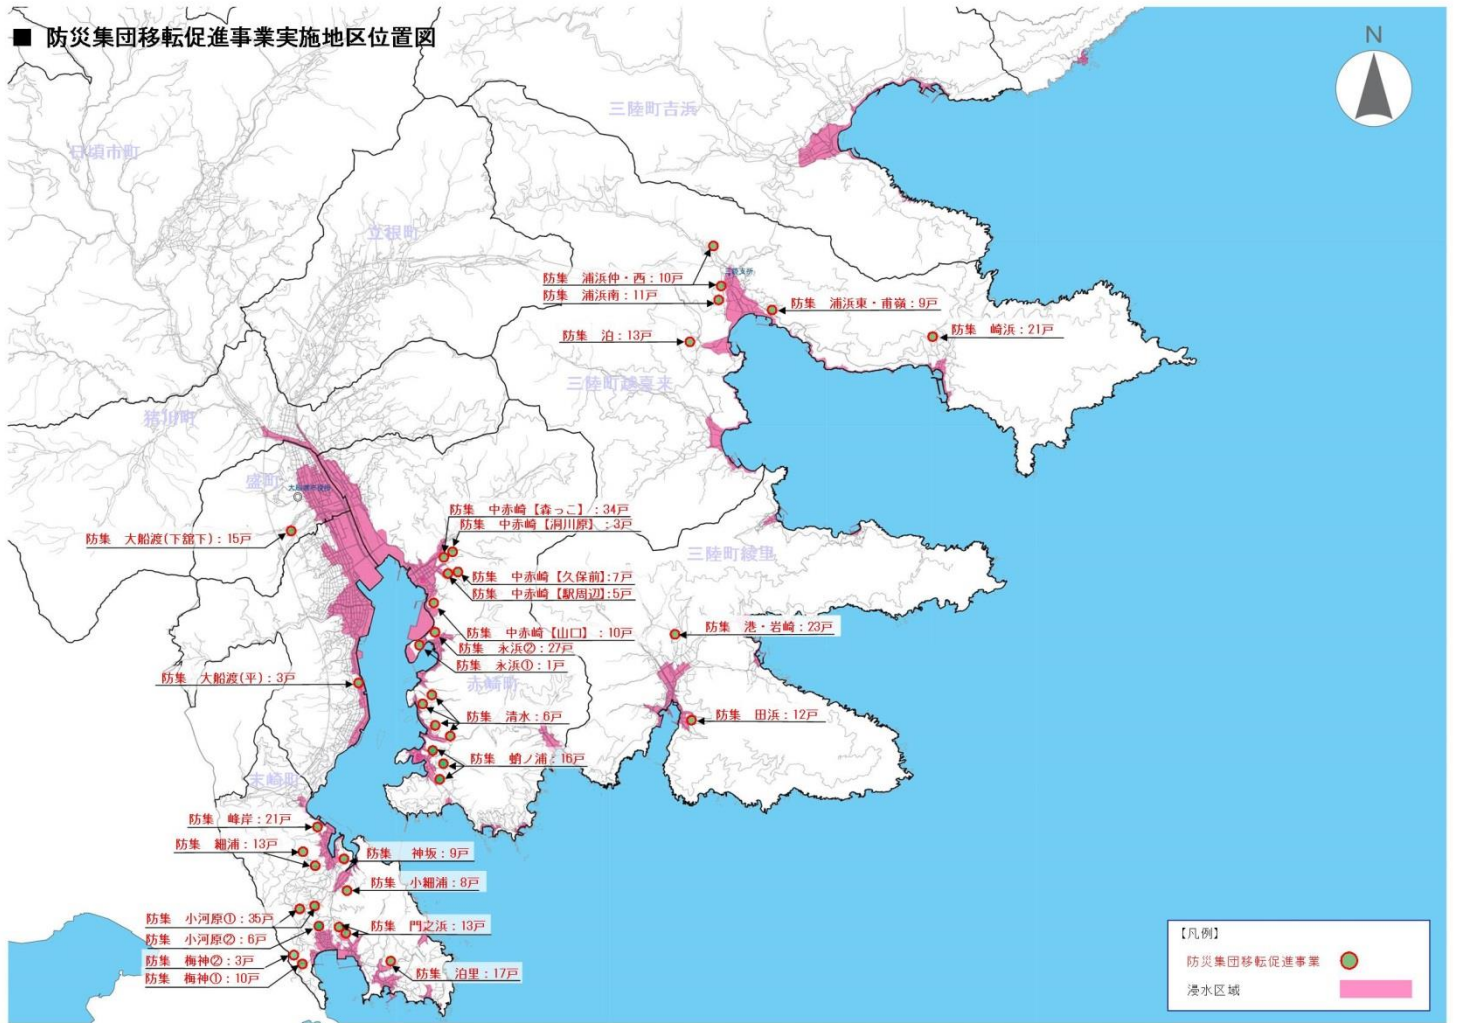 ■ 防災集団移転促進事業実施地区位置図
N
三陸町吉浜
日頃市町
立根町
防集 浦浜仲・西：10戸
防集 浦浜南：11戸
三陸支所
防集 浦浜東・甫嶺：9戸
防集 泊：13戸
防集 崎浜：21戸
三陸町越喜来
猪川町
盛町
大船渡市役所
防集 大船渡(下舘下)：15戸
防集 中赤崎【森っこ】：34戸
防集 中赤崎【洞川原】：3戸
三陸町綾里
防集 中赤崎【久保前】:7戸
防集 中赤崎【駅周辺】:5戸
防集 中赤崎【山口】：10戸
防集 港・岩崎：23戸
防集 永浜②：27戸
防集 永浜①：1戸
防集 大船渡(平)：3戸
赤崎町
防集 清水：6戸
防集 田浜：12戸
防集 蛸ノ浦：16戸
末崎町
防集 峰岸：21戸
防集 細浦：13戸
防集 神坂：9戸
防集 小細浦：8戸
防集 小河原①：35戸
防集 門之浜：13戸
防集 小河原②：6戸
防集 梅神②：3戸
防集 梅神①：10戸
防集 泊里：17戸
【凡例】
防災集団移転促進事業
浸水区域